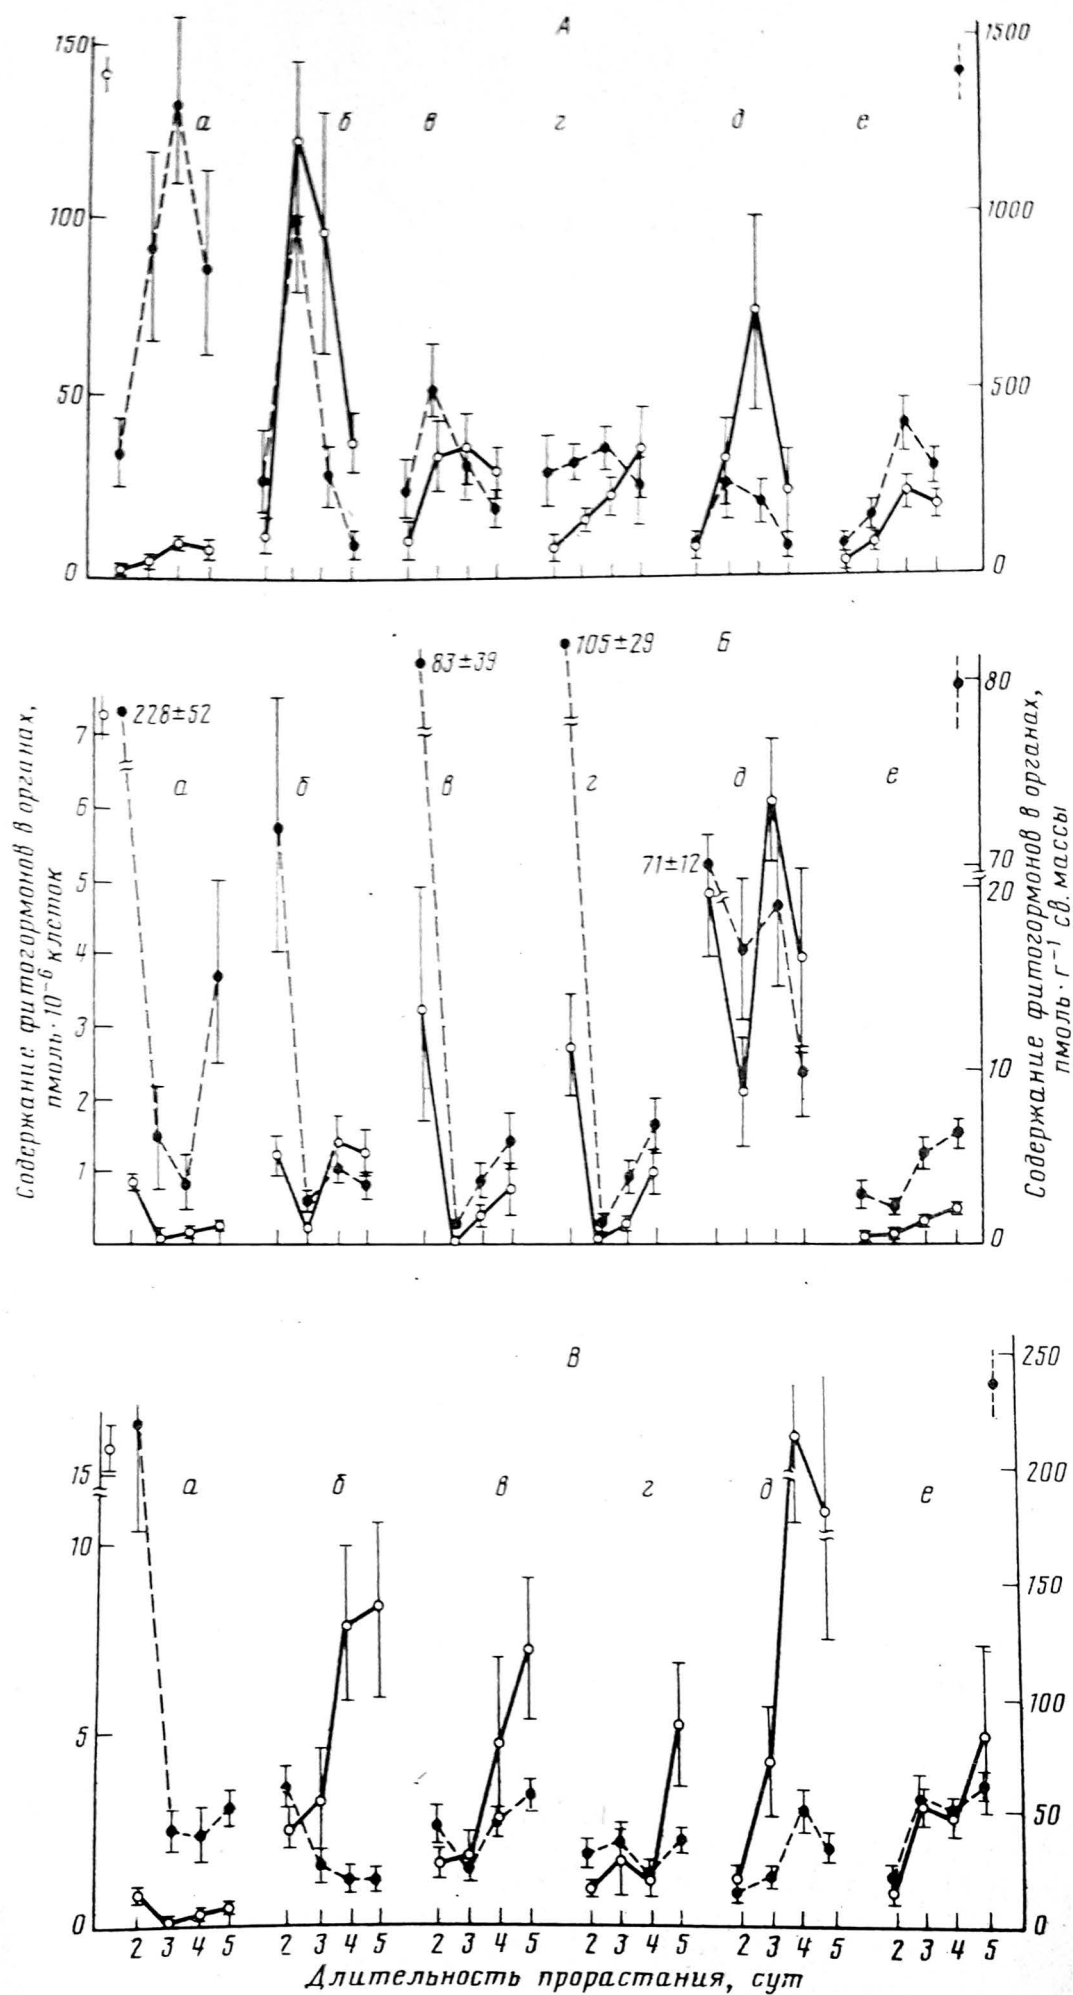 А
150
100
50
0
1500
1000
500
0
а
б
в
г
д
е
Б
228±52
83±39
105±29
71±12
а
б
в
г
д
е
7
6
5
4
3
2
1
80
70
20
10
0
Содержание фитогормонов в органах,
пмоль·10⁻⁶ клеток
Содержание фитогормонов в органах,
пмоль·г⁻¹ св. массы
В
15
10
5
0
250
200
150
100
50
0
а
б
в
г
д
е
2 3 4 5 2 3 4 5 2 3 4 5 2 3 4 5 2 3 4 5 2 3 4 5
Длительность прорастания, сут